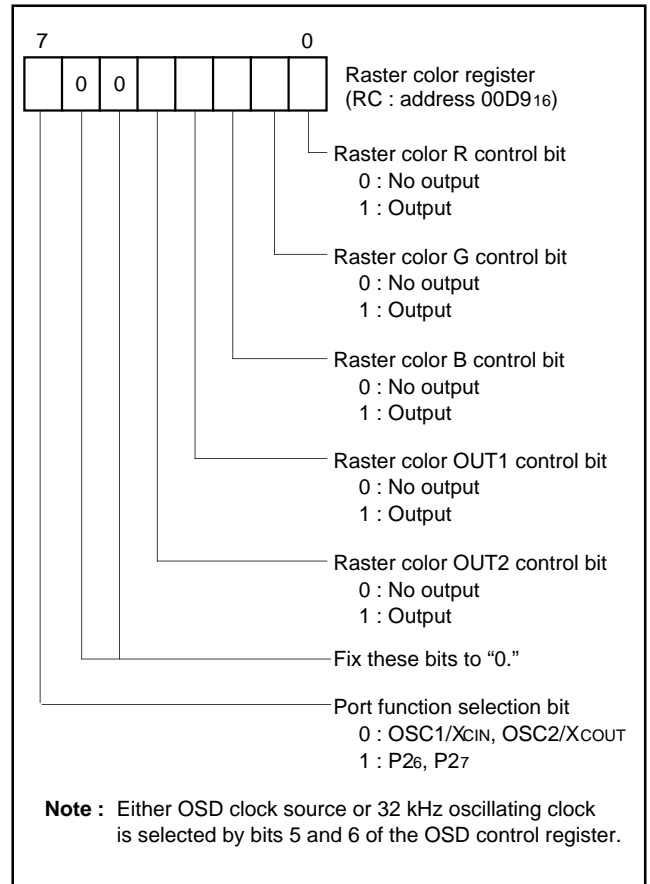 7 0
0 0
Raster color register
(RC : address 00D916)
Raster color R control bit
0 : No output
1 : Output
Raster color G control bit
0 : No output
1 : Output
Raster color B control bit
0 : No output
1 : Output
Raster color OUT1 control bit
0 : No output
1 : Output
Raster color OUT2 control bit
0 : No output
1 : Output
Fix these bits to “0.”
Port function selection bit
0 : OSC1/XCIN, OSC2/XCOUT
1 : P26, P27
Note : Either OSD clock source or 32 kHz oscillating clock
is selected by bits 5 and 6 of the OSD control register.